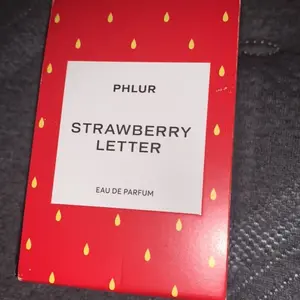 PHLUR
STRAWBERRY
LETTER
EAU DE PARFUM